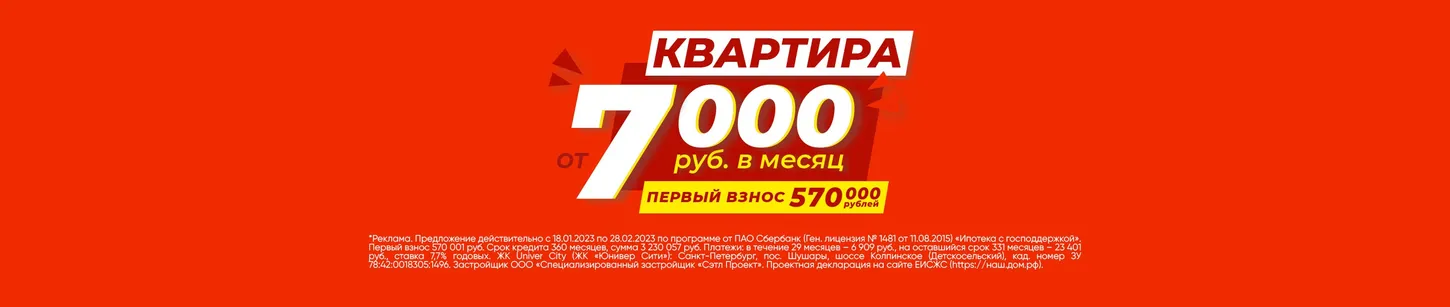 КВАРТИРА
ОТ 7000
руб. в месяц
ПЕРВЫЙ ВЗНОС 570 000 рублей
*Реклама. Предложение действительно с 18.01.2023 по 28.02.2023 по программе от ПАО Сбербанк (Ген. лицензия № 1481 от 11.08.2015) «Ипотека с господдержкой».
Первый взнос 570 001 руб. Срок кредита 360 месяцев, сумма 3 230 057 руб. Платежи: в течение 29 месяцев – 6 909 руб., на оставшийся срок 331 месяцев – 23 401
руб., ставка 7,7% годовых. ЖК Univer City (ЖК «Юнивер Сити»): Санкт-Петербург, пос. Шушары, шоссе Колпинское (Детскосельский), кад. номер ЗУ
78:42:0018305:1496. Застройщик ООО «Специализированный застройщик «Сэтл Проект». Проектная декларация на сайте ЕИСЖС (https://наш.дом.рф).